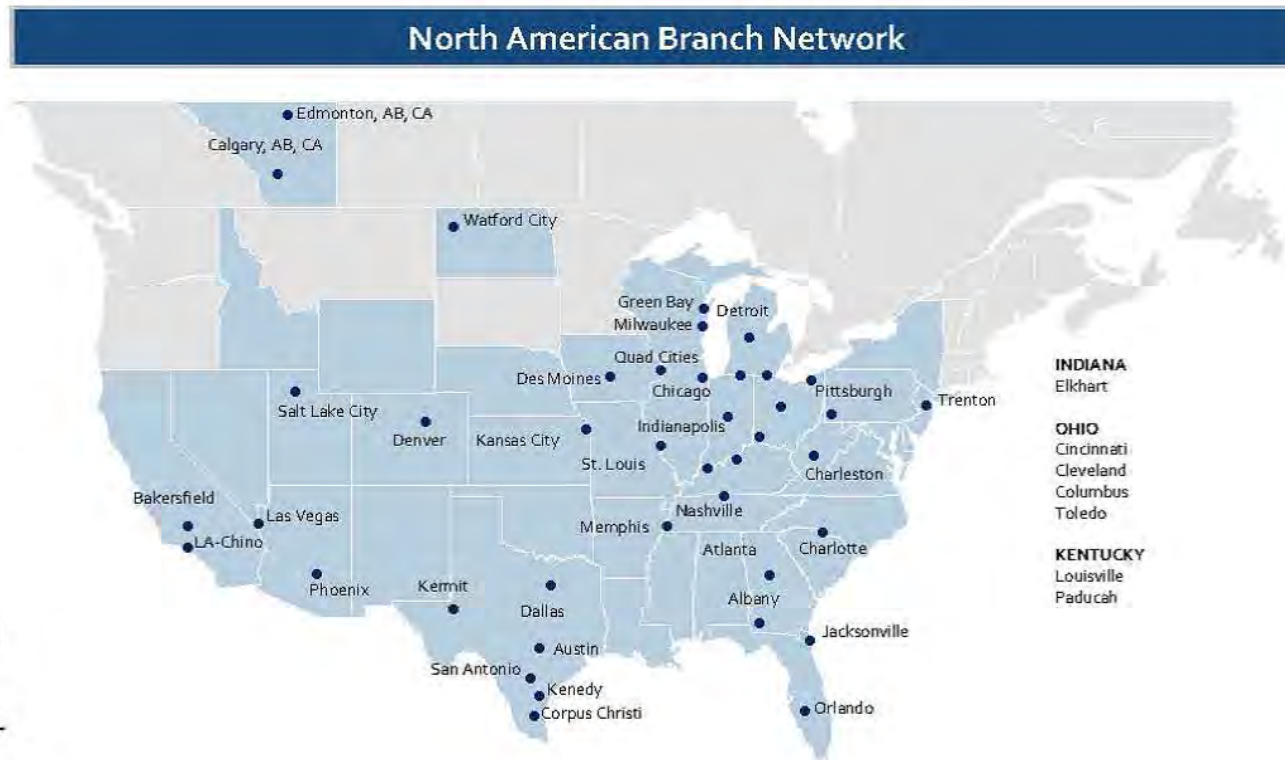 North American Branch Network
Edmonton, AB, CA
Calgary, AB, CA
Watford City
Green Bay
Detroit
Milwaukee
Quad Cities
Des Moines
Chicago
Pittsburgh
Trenton
Salt Lake City
Denver
Kansas City
Indianapolis
St. Louis
Charleston
Bakersfield
Las Vegas
LA-Chino
Nashville
Memphis
Atlanta
Charlotte
Phoenix
Kermit
Dallas
Albany
Austin
Jacksonville
San Antonio
Kenedy
Corpus Christi
Orlando
INDIANA
Elkhart
OHIO
Cincinnati
Cleveland
Columbus
Toledo
KENTUCKY
Louisville
Paducah